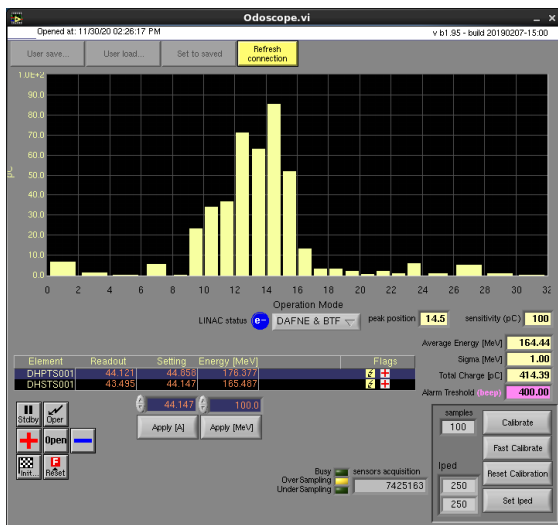 Odoscope.vi
Opened at: 11/30/20 02:26:17 PM
v b1.95 - build 20190207-15:00
User save...
User load...
Set to saved
Refresh connection
1.0E+2
90.0
80.0
70.0
60.0
50.0
40.0
30.0
20.0
10.0
0.0
pC
0 2 4 6 8 10 12 14 16 18 20 22 24 26 28 30 32
Operation Mode
LINAC status e- DAFNE & BTF peak position 14.5 sensitivity (pC) 100
Average Energy [MeV] 164.44
Sigma [MeV] 1.00
Total Charge [pC] 414.39
Alarm Treshold (beep) 400.00
Element Readout Setting Energy [MeV] Flags
DHPTS001 44.121 44.858 176.377
DHSTS001 43.495 44.147 165.487
44.147 100.0
Apply [A] Apply [MeV]
Stdby Oper
Open
Inst... Reset
samples
100
Calibrate
Fast Calibrate
Iped
250
250
Reset Calibration
Set Iped
Busy sensors acquisition
OverSampling 7425163
UnderSampling